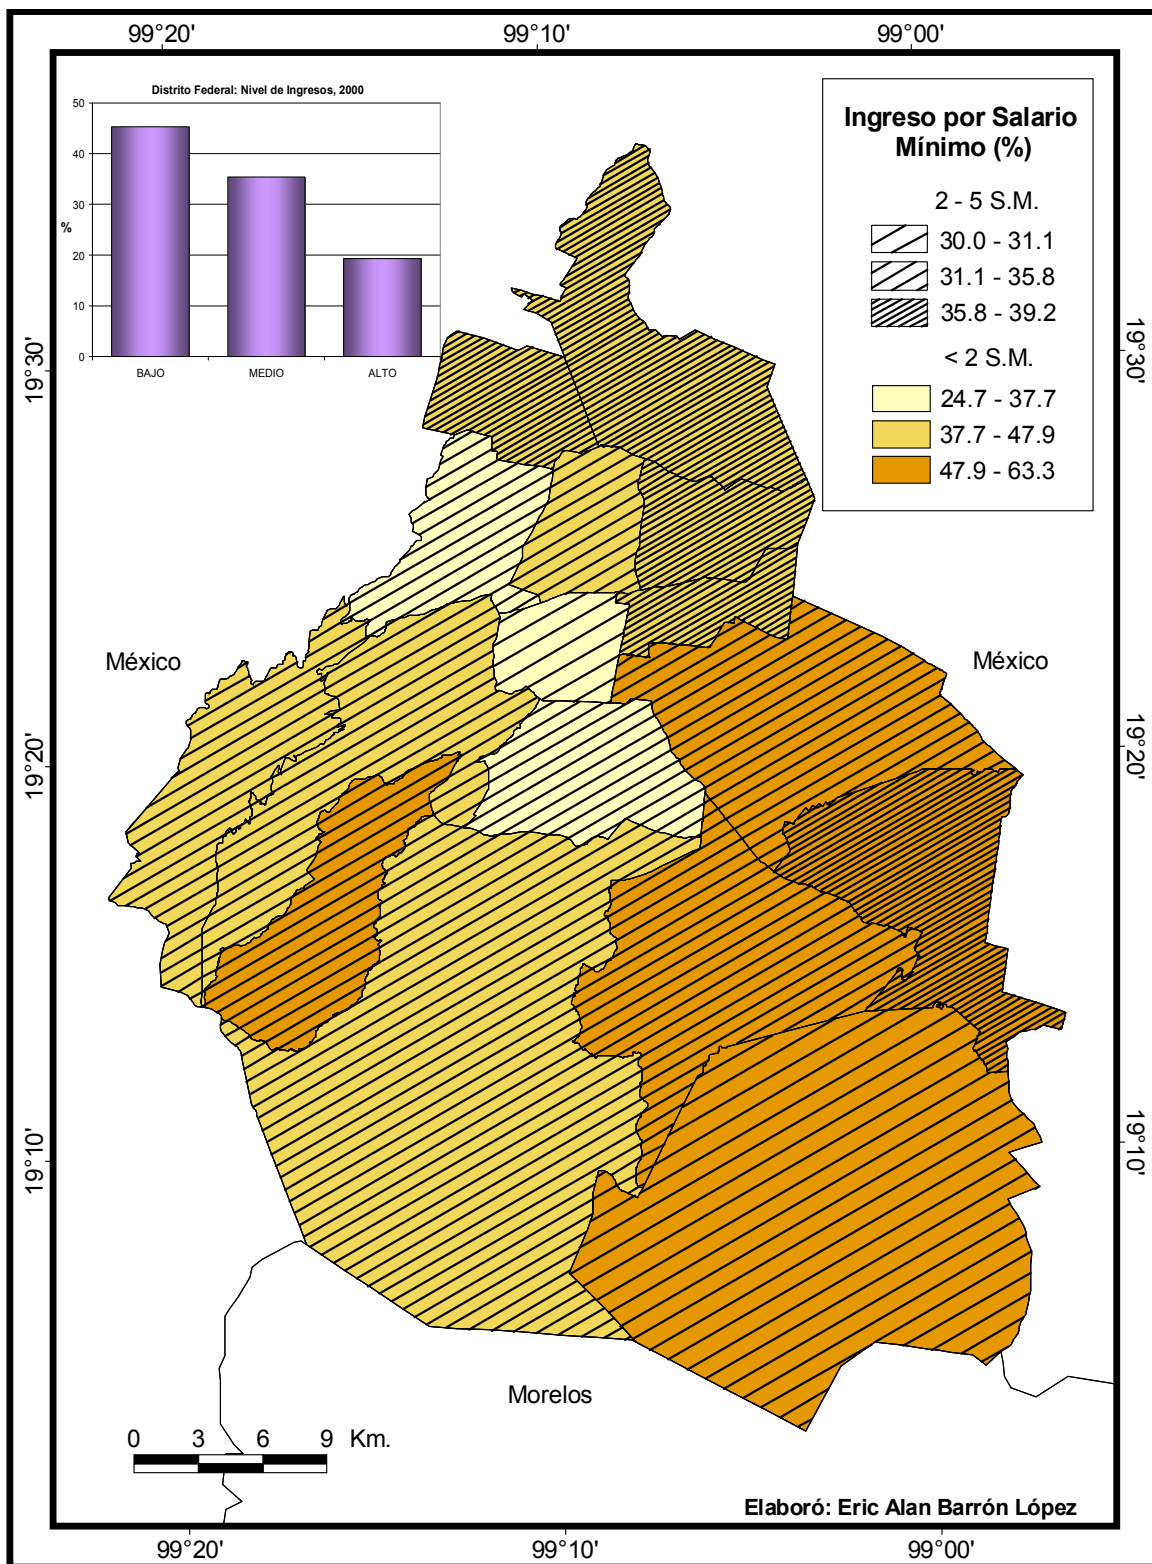 99°20'
99°10'
99°00'
Distrito Federal: Nivel de Ingresos, 2000
50
40
30
%
20
10
0
BAJO
MEDIO
ALTO
Ingreso por Salario
Mínimo (%)
2 - 5 S.M.
30.0 - 31.1
31.1 - 35.8
35.8 - 39.2
< 2 S.M.
24.7 - 37.7
37.7 - 47.9
47.9 - 63.3
19°30'
19°30'
México
México
19°20'
19°20'
19°10'
19°10'
Morelos
0 3 6 9 Km.
Elaboró: Eric Alan Barrón López
99°20'
99°10'
99°00'